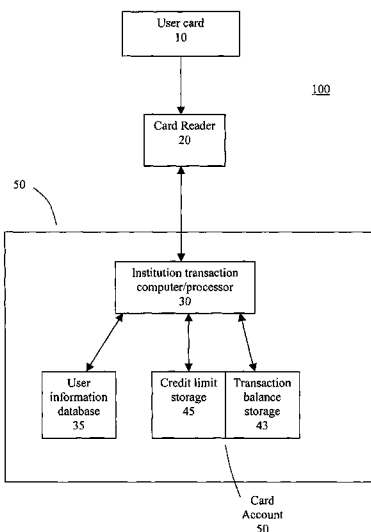 User card
10
100
Card Reader
20
50
Institution transaction
computer/processor
30
User
information
database
35
Credit limit
storage
45
Transaction
balance
storage
43
Card
Account
50